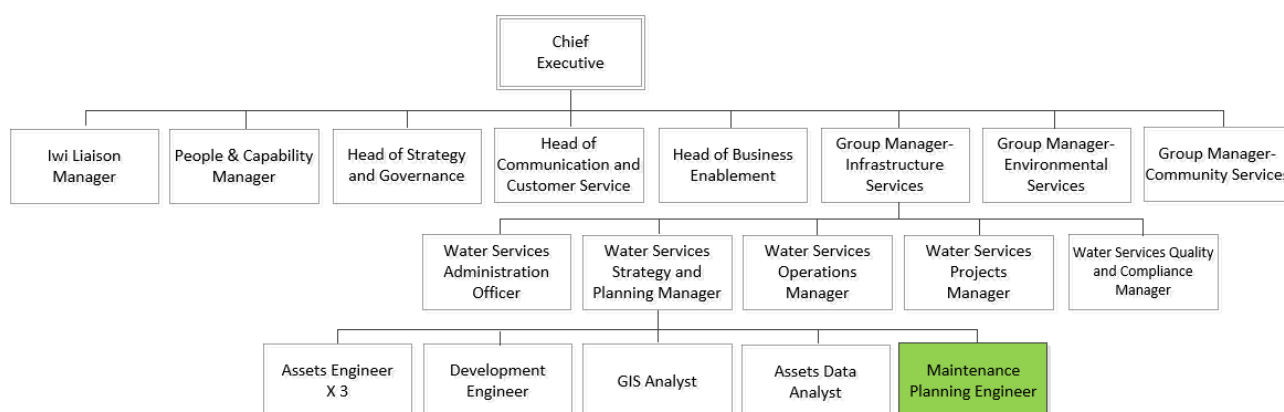 Chief
Executive
Iwi Liaison
Manager
People & Capability
Manager
Head of Strategy
and Governance
Head of
Communication and
Customer Service
Head of Business
Enablement
Group Manager-
Infrastructure
Services
Group Manager-
Environmental
Services
Group Manager-
Community Services
Water Services
Administration
Officer
Water Services
Strategy and
Planning Manager
Water Services
Operations
Manager
Water Services
Projects
Manager
Water Services Quality
and Compliance
Manager
Assets Engineer
X 3
Development
Engineer
GIS Analyst
Assets Data
Analyst
Maintenance
Planning Engineer